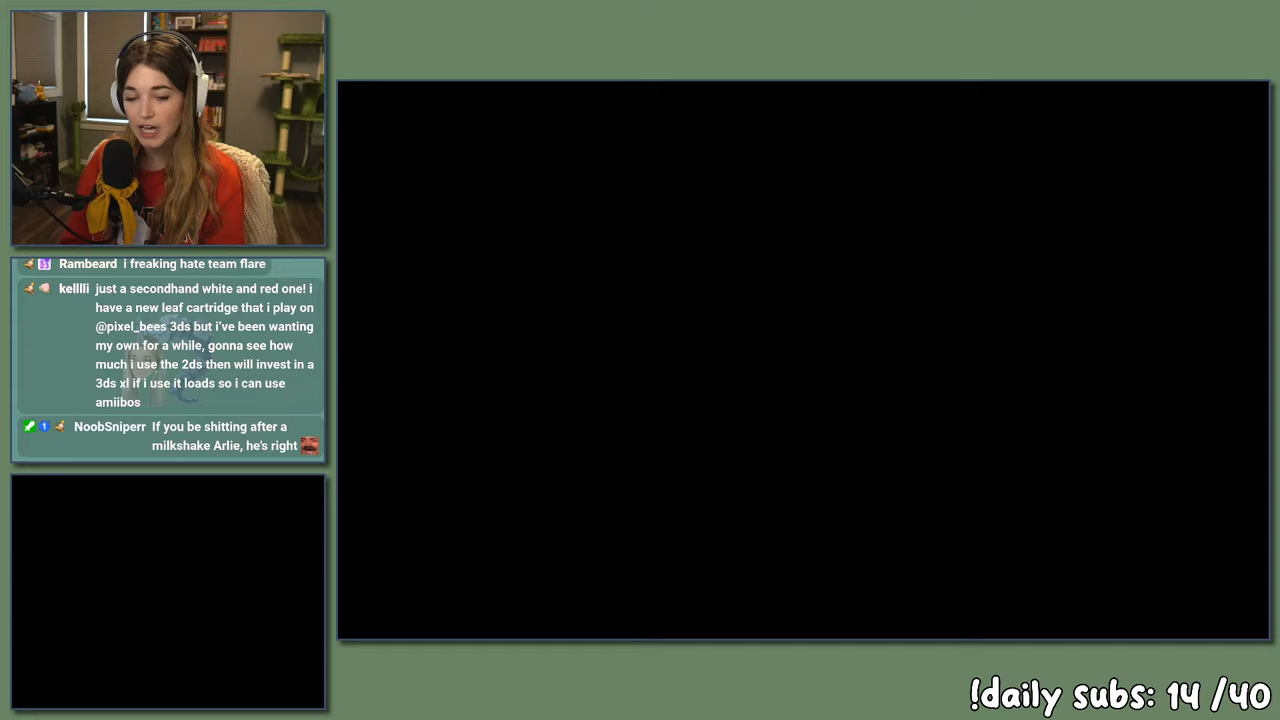 Rambeard i freaking hate team flare
kelllli just a secondhand white and red one! i
have a new leaf cartridge that i play on
@pixel_bees 3ds but i've been wanting
my own for a while, gonna see how
much i use the 2ds then will invest in a
3ds xl if i use it loads so i can use
amiibos
1 NoobSniperr If you be shitting after a
milkshake Arlie, he's right
!daily subs: 14 /40